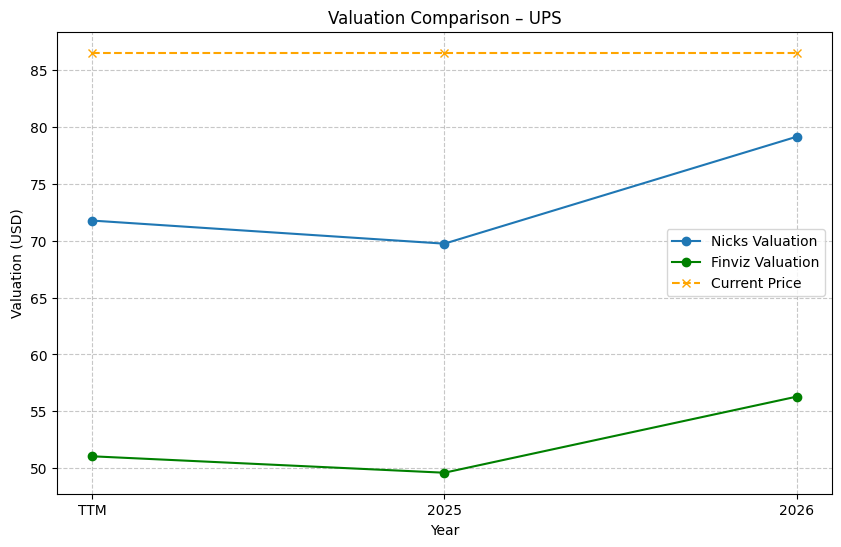 Valuation Comparison – UPS
Valuation (USD)
85
80
75
70
65
60
55
50
Nicks Valuation
Finviz Valuation
Current Price
TTM 2025 2026
Year